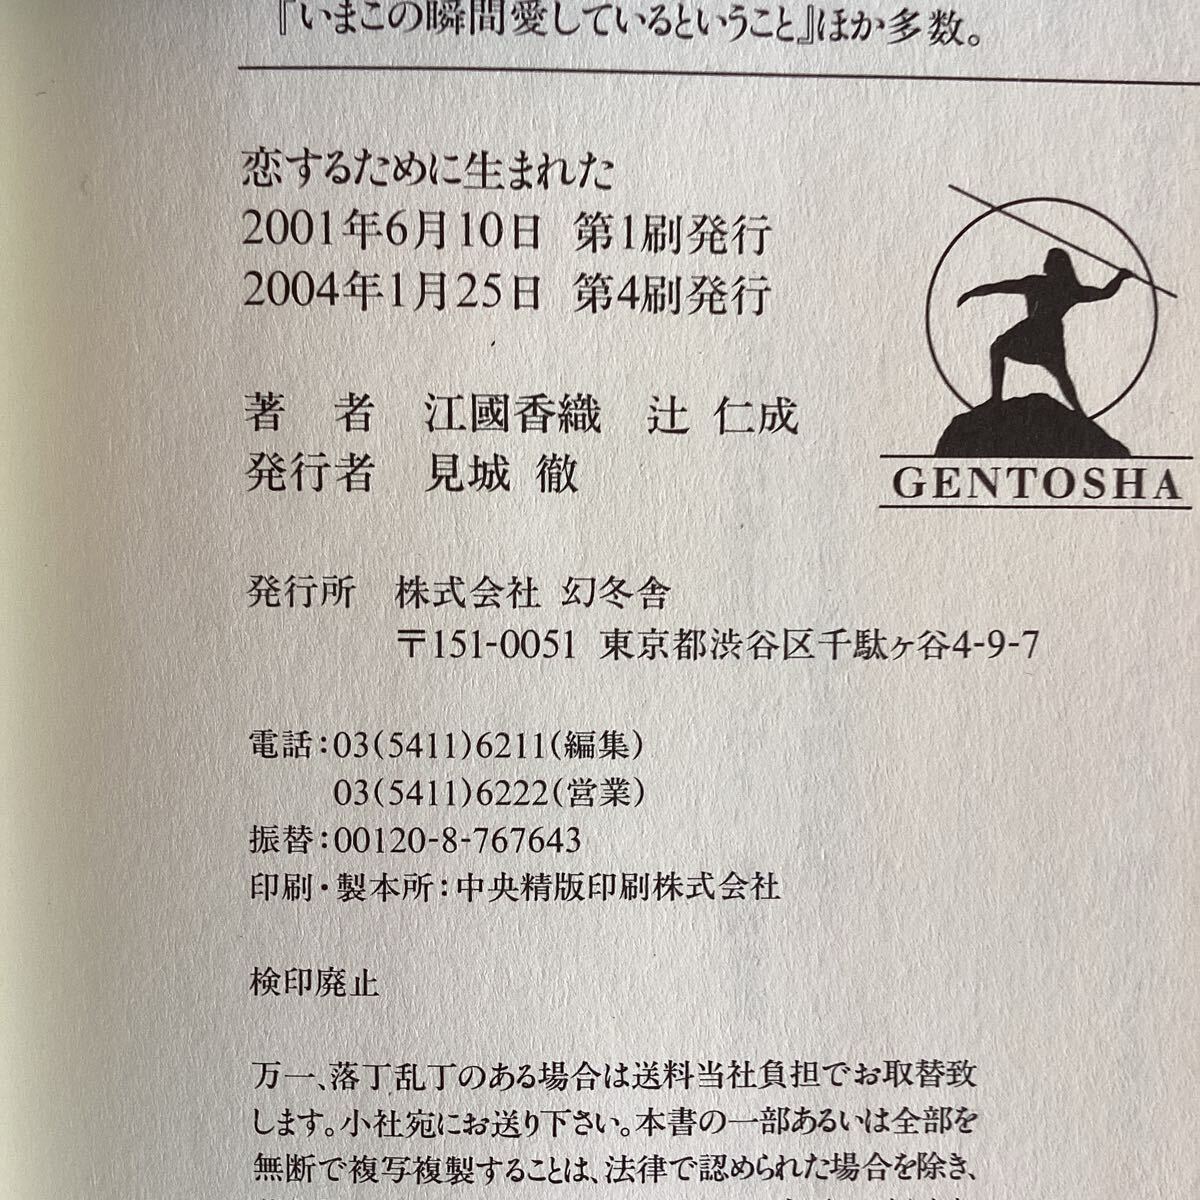 『いまこの瞬間愛しているということ』ほか多数。
恋するために生まれた
2001年6月10日 第1刷発行
2004年1月25日 第4刷発行
著　者　江國香織　辻 仁成
発行者　見城 徹
GENTOSHA
発行所　株式会社 幻冬舎
〒151-0051 東京都渋谷区千駄ヶ谷4-9-7
電話：03(5411)6211(編集)
03(5411)6222(営業)
振替：00120-8-767643
印刷・製本所：中央精版印刷株式会社
検印廃止
万一、落丁乱丁のある場合は送料当社負担でお取替致
します。小社宛にお送り下さい。本書の一部あるいは全部を
無断で複写複製することは、法律で認められた場合を除き、